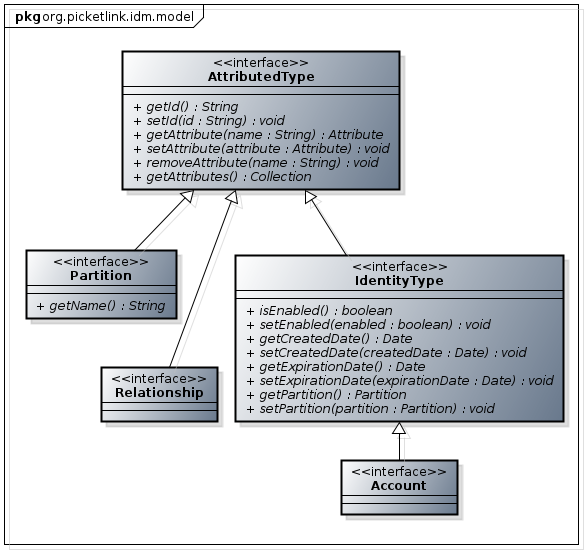 pkg org.picketlink.idm.model
<<interface>>
AttributedType
+ getId() : String
+ setId(id : String) : void
+ getAttribute(name : String) : Attribute
+ setAttribute(attribute : Attribute) : void
+ removeAttribute(name : String) : void
+ getAttributes() : Collection
<<interface>>
Partition
+ getName() : String
<<interface>>
IdentityType
+ isEnabled() : boolean
+ setEnabled(enabled : boolean) : void
+ getCreatedDate() : Date
+ setCreatedDate(createdDate : Date) : void
+ getExpirationDate() : Date
+ setExpirationDate(expirationDate : Date) : void
+ getPartition() : Partition
+ setPartition(partition : Partition) : void
<<interface>>
Relationship
<<interface>>
Account